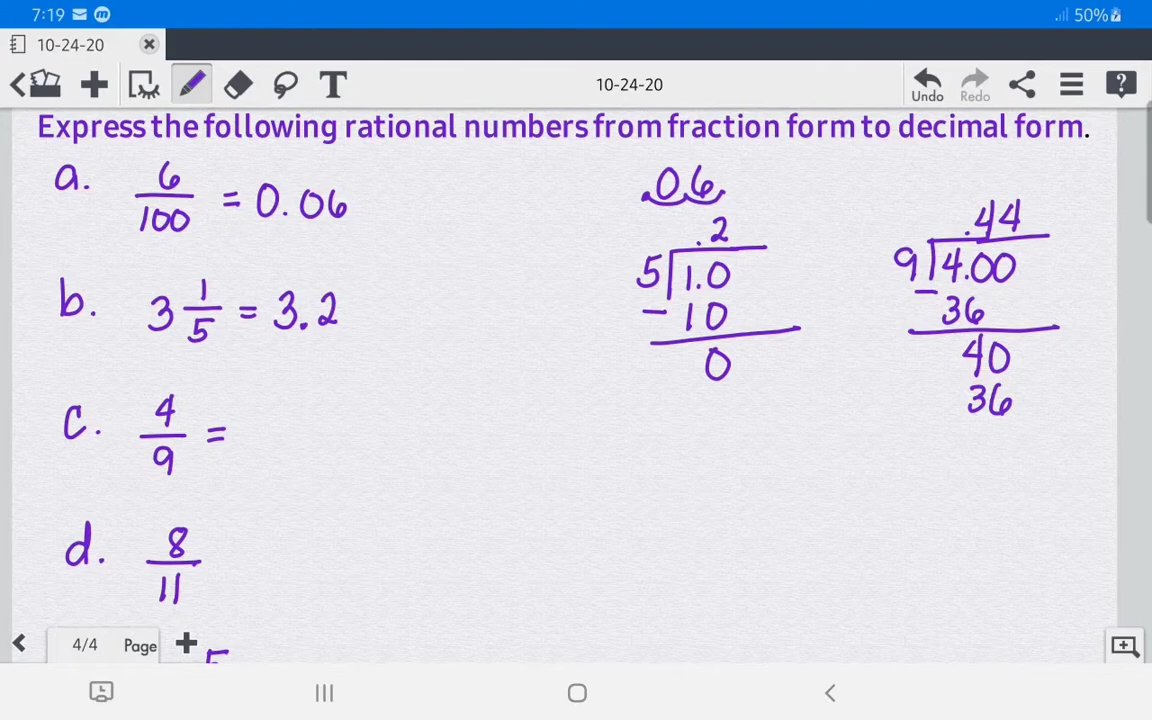 7:19 50%
10-24-20
10-24-20 Undo Redo
Express the following rational numbers from fraction form to decimal form.
a. 6/100 = 0.06
b. 3 1/5 = 3.2
c. 4/9 =
d. 8/11
5
06
.2
5 1.0
- 10
0
.44
9 4.00
- 36
40
36
4/4 Page